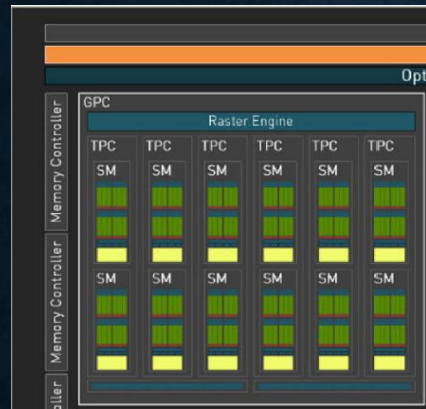 Opt
GPC
Raster Engine
TPC TPC TPC TPC TPC TPC
SM SM SM SM SM SM
SM SM SM SM SM SM
Memory Controller
Memory Controller
oller